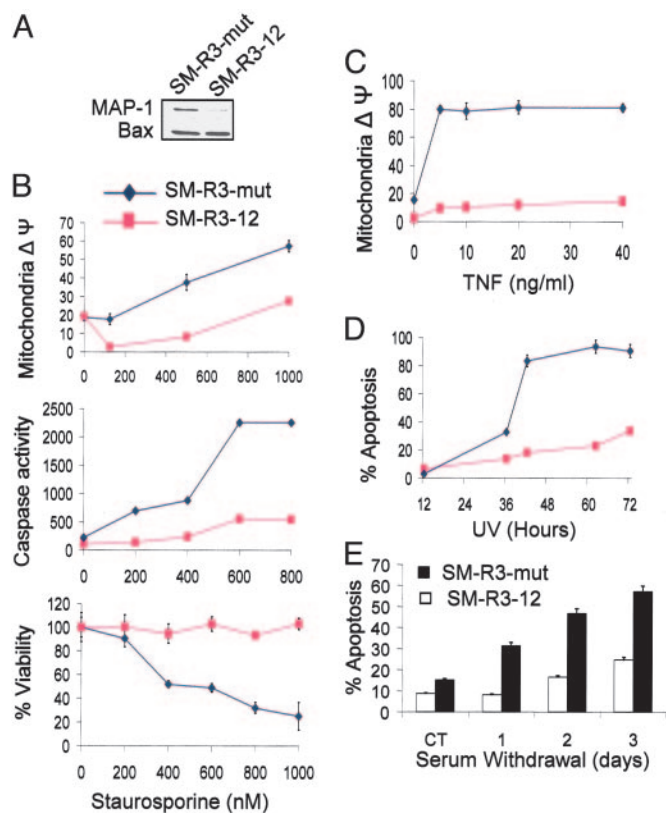 A
SM-R3-mut
SM-R3-12
MAP-1
Bax
B
SM-R3-mut
SM-R3-12
Mitochondria Δ Ψ
70
60
50
40
30
20
10
0
0 200 400 600 800 1000
Caspase activity
2500
2000
1500
1000
500
0
0 200 400 600 800
% Viability
120
100
80
60
40
20
0
0 200 400 600 800 1000
Staurosporine (nM)
C
Mitochondria Δ Ψ
100
80
60
40
20
0
0 10 20 30 40
TNF (ng/ml)
D
% Apoptosis
100
80
60
40
20
0
12 24 36 48 60 72
UV (Hours)
E
SM-R3-mut
SM-R3-12
% Apoptosis
70
60
50
40
30
20
10
0
CT 1 2 3
Serum Withdrawal (days)